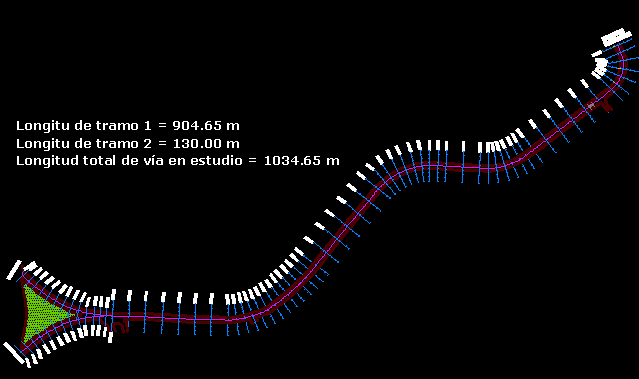 Longitu de tramo 1 = 904.65 m
Longitu de tramo 2 = 130.00 m
Longitud total de vía en estudio = 1034.65 m